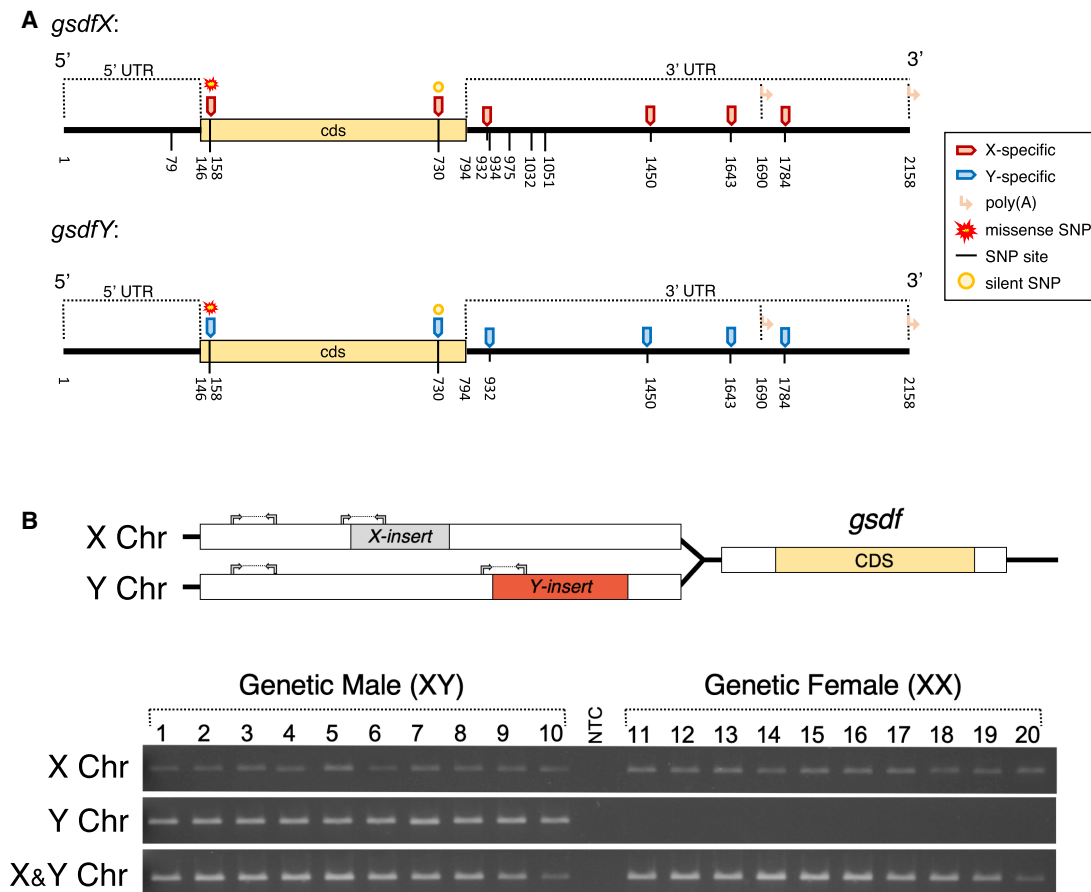 A
gsdfX:
5’ 3’
5’ UTR 3’ UTR
cds
1 79 146 158 730 794 932 934 975 1032 1051 1450 1643 1690 1784 2158
X-specific
Y-specific
poly(A)
missense SNP
SNP site
silent SNP
gsdfY:
5’ 3’
5’ UTR 3’ UTR
cds
1 146 158 730 794 932 1450 1643 1690 1784 2158
B
gsdf
X Chr X-insert
CDS
Y Chr Y-insert
Genetic Male (XY) NTC Genetic Female (XX)
1 2 3 4 5 6 7 8 9 10 11 12 13 14 15 16 17 18 19 20
X Chr
Y Chr
X&Y Chr